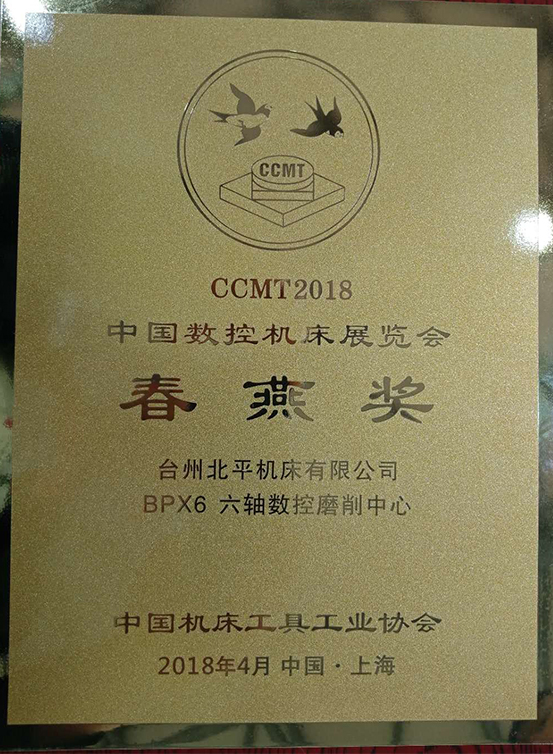 CCMT
CCMT2018
中国数控机床展览会
春燕奖
台州北平机床有限公司
BPX6 六轴数控磨削中心
中国机床工具工业协会
2018年4月 中国·上海